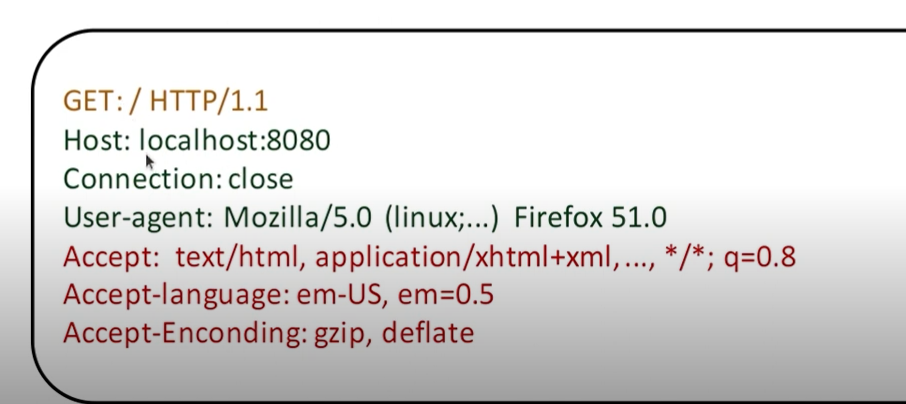 GET: / HTTP/1.1
Host: localhost:8080
Connection: close
User-agent: Mozilla/5.0 (linux;...) Firefox 51.0
Accept: text/html, application/xhtml+xml,..., */*; q=0.8
Accept-language: em-US, em=0.5
Accept-Enconding: gzip, deflate